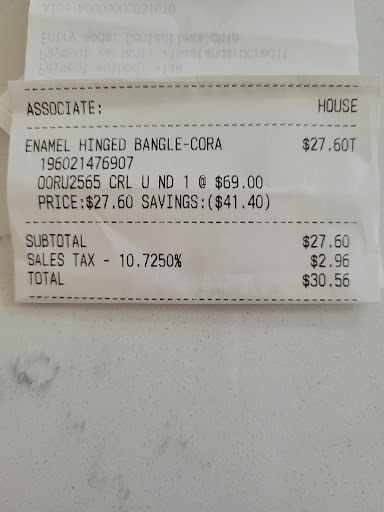 ASSOCIATE: HOUSE
ENAMEL HINGED BANGLE-CORA $27.60T
196021476907
OORU2565 CRL U ND 1 @ $69.00
PRICE:$27.60 SAVINGS:($41.40)
SUBTOTAL $27.60
SALES TAX - 10.7250% $2.96
TOTAL $30.56